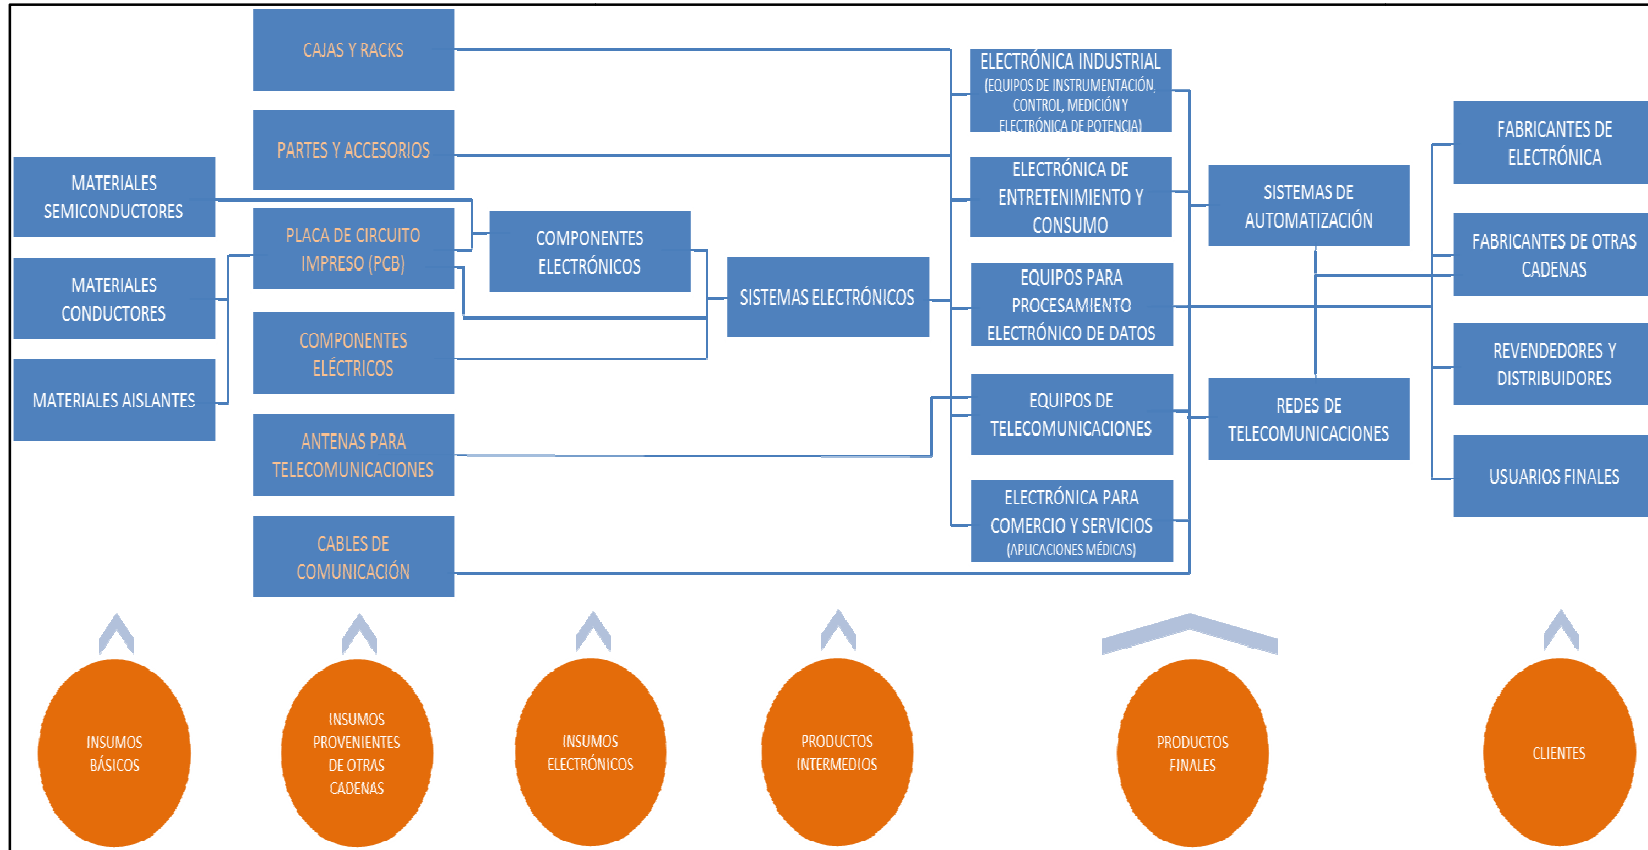 CAJAS Y RACKS
PARTES Y ACCESORIOS
MATERIALES
SEMICONDUCTORES
PLACA DE CIRCUITO
IMPRESO (PCB)
MATERIALES
CONDUCTORES
COMPONENTES
ELÉCTRICOS
MATERIALES AISLANTES
ANTENAS PARA
TELECOMUNICACIONES
CABLES DE
COMUNICACIÓN
COMPONENTES
ELECTRÓNICOS
SISTEMAS ELECTRÓNICOS
ELECTRÓNICA INDUSTRIAL
(EQUIPOS DE INSTRUMENTACIÓN,
CONTROL, MEDICIÓN Y
ELECTRÓNICA DE POTENCIA)
ELECTRÓNICA DE
ENTRETENIMIENTO Y
CONSUMO
EQUIPOS PARA
PROCESAMIENTO
ELECTRÓNICO DE DATOS
EQUIPOS DE
TELECOMUNICACIONES
ELECTRÓNICA PARA
COMERCIO Y SERVICIOS
(APLICACIONES MÉDICAS)
SISTEMAS DE
AUTOMATIZACIÓN
REDES DE
TELECOMUNICACIONES
FABRICANTES DE
ELECTRÓNICA
FABRICANTES DE OTRAS
CADENAS
REVENDEDORES Y
DISTRIBUIDORES
USUARIOS FINALES
INSUMOS
BÁSICOS
INSUMOS
PROVENIENTES
DE OTRAS
CADENAS
INSUMOS
ELECTRÓNICOS
PRODUCTOS
INTERMEDIOS
PRODUCTOS
FINALES
CLIENTES